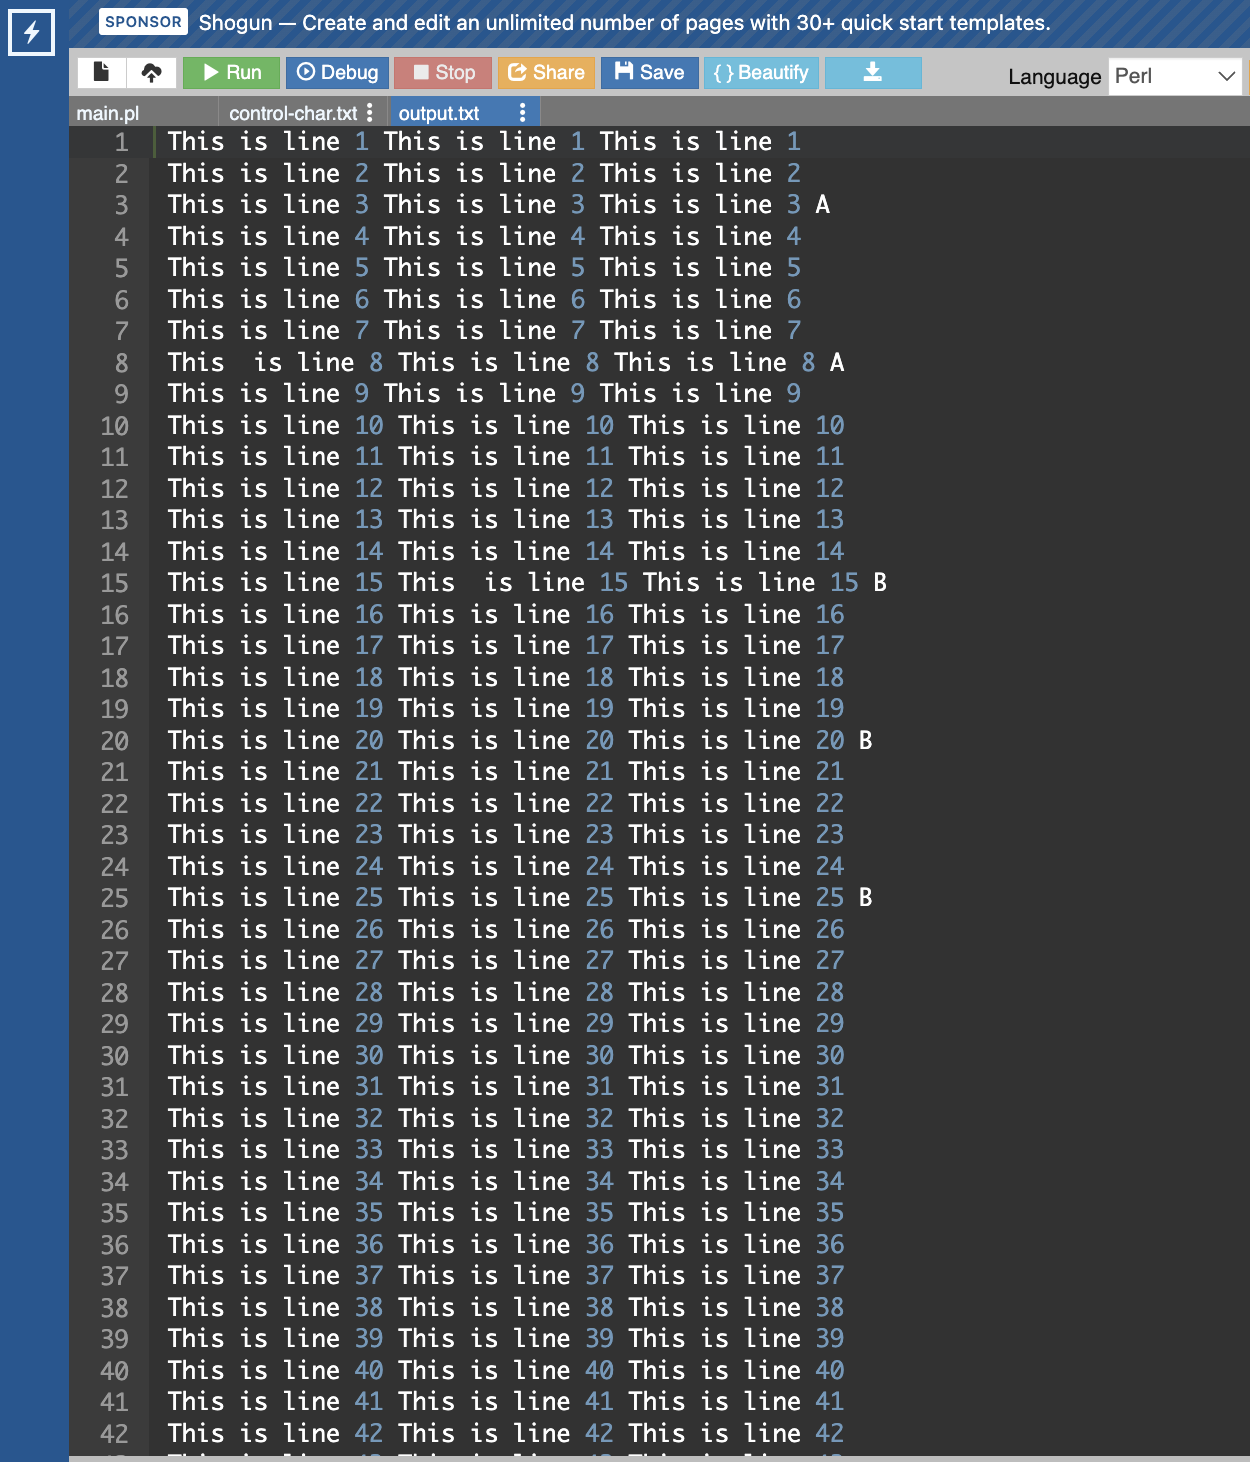 SPONSOR Shogun — Create and edit an unlimited number of pages with 30+ quick start templates.
Run Debug Stop Share Save { } Beautify Language Perl
main.pl control-char.txt output.txt
1 This is line 1 This is line 1 This is line 1
2 This is line 2 This is line 2 This is line 2
3 This is line 3 This is line 3 This is line 3 A
4 This is line 4 This is line 4 This is line 4
5 This is line 5 This is line 5 This is line 5
6 This is line 6 This is line 6 This is line 6
7 This is line 7 This is line 7 This is line 7
8 This  is line 8 This is line 8 This is line 8 A
9 This is line 9 This is line 9 This is line 9
10 This is line 10 This is line 10 This is line 10
11 This is line 11 This is line 11 This is line 11
12 This is line 12 This is line 12 This is line 12
13 This is line 13 This is line 13 This is line 13
14 This is line 14 This is line 14 This is line 14
15 This is line 15 This  is line 15 This is line 15 B
16 This is line 16 This is line 16 This is line 16
17 This is line 17 This is line 17 This is line 17
18 This is line 18 This is line 18 This is line 18
19 This is line 19 This is line 19 This is line 19
20 This is line 20 This is line 20 This is line 20 B
21 This is line 21 This is line 21 This is line 21
22 This is line 22 This is line 22 This is line 22
23 This is line 23 This is line 23 This is line 23
24 This is line 24 This is line 24 This is line 24
25 This is line 25 This is line 25 This is line 25 B
26 This is line 26 This is line 26 This is line 26
27 This is line 27 This is line 27 This is line 27
28 This is line 28 This is line 28 This is line 28
29 This is line 29 This is line 29 This is line 29
30 This is line 30 This is line 30 This is line 30
31 This is line 31 This is line 31 This is line 31
32 This is line 32 This is line 32 This is line 32
33 This is line 33 This is line 33 This is line 33
34 This is line 34 This is line 34 This is line 34
35 This is line 35 This is line 35 This is line 35
36 This is line 36 This is line 36 This is line 36
37 This is line 37 This is line 37 This is line 37
38 This is line 38 This is line 38 This is line 38
39 This is line 39 This is line 39 This is line 39
40 This is line 40 This is line 40 This is line 40
41 This is line 41 This is line 41 This is line 41
42 This is line 42 This is line 42 This is line 42